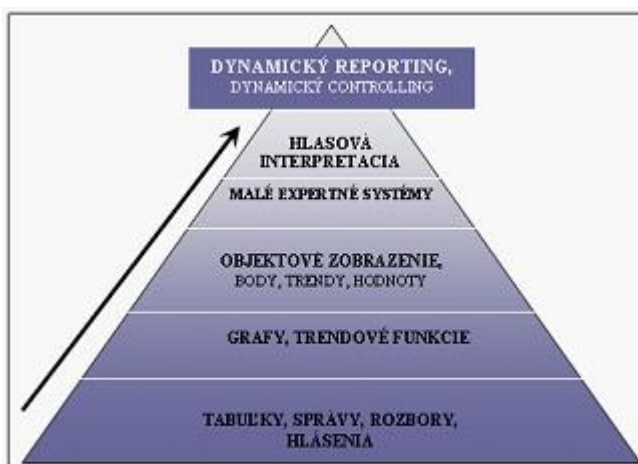 DYNAMICKÝ REPORTING,
DYNAMICKÝ CONTROLLING
HLASOVÁ
INTERPRETACIA
MALÉ EXPERTNÉ SYSTÉMY
OBJEKTOVÉ ZOBRAZENIE,
BODY, TRENDY, HODNOTY
GRAFY, TRENDOVÉ FUNKCIE
TABUĽKY, SPRÁVY, ROZBORY,
HLÁSENIA